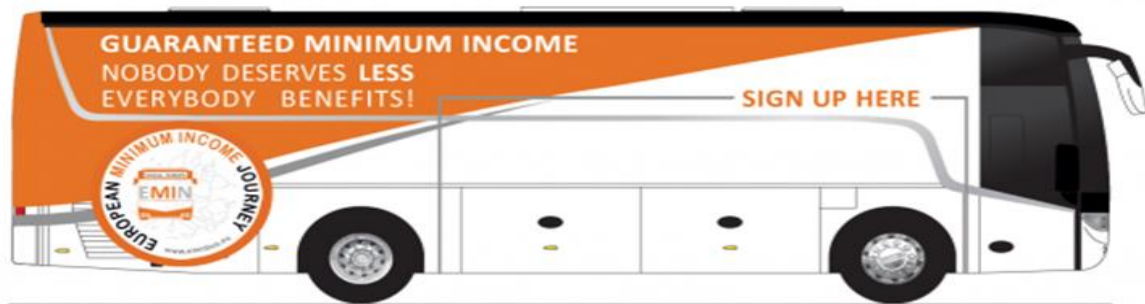 GUARANTEED MINIMUM INCOME
NOBODY DESERVES LESS
EVERYBODY BENEFITS!
SIGN UP HERE
EUROPEAN MINIMUM INCOME JOURNEY
EMIN